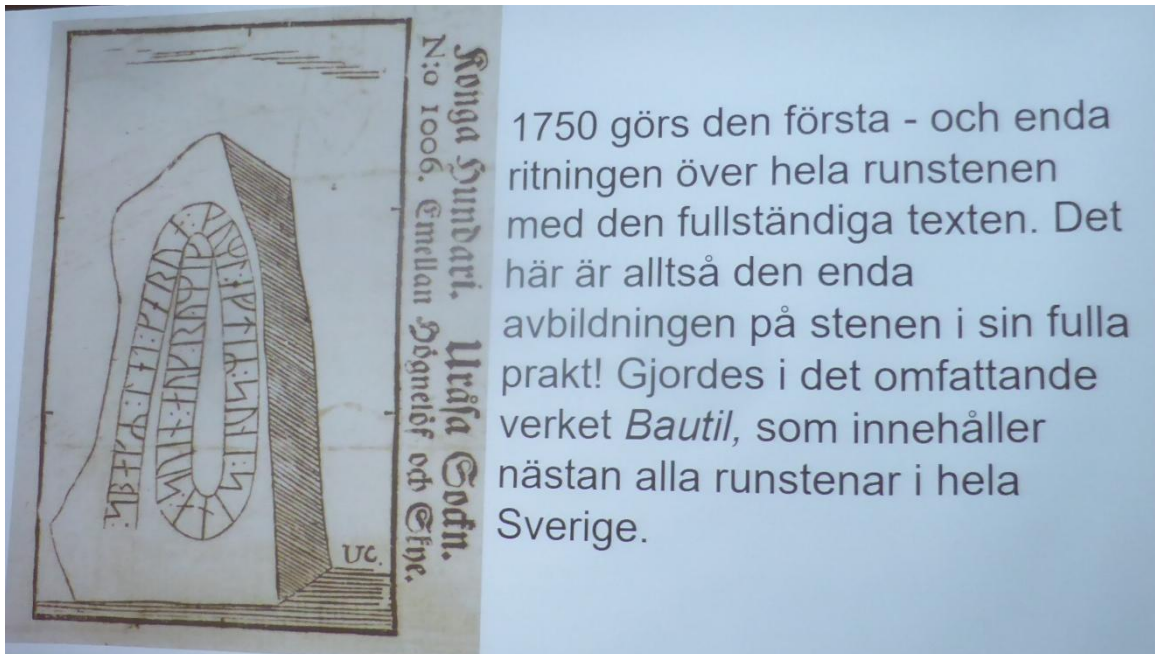 Konga Hundari. Uråsa Sockn.
N:o 1006. Emellan Högnelöf och Skye.
UC.
1750 görs den första - och enda
ritningen över hela runstenen
med den fullständiga texten. Det
här är alltså den enda
avbildningen på stenen i sin fulla
prakt! Gjordes i det omfattande
verket Bautil, som innehåller
nästan alla runstenar i hela
Sverige.